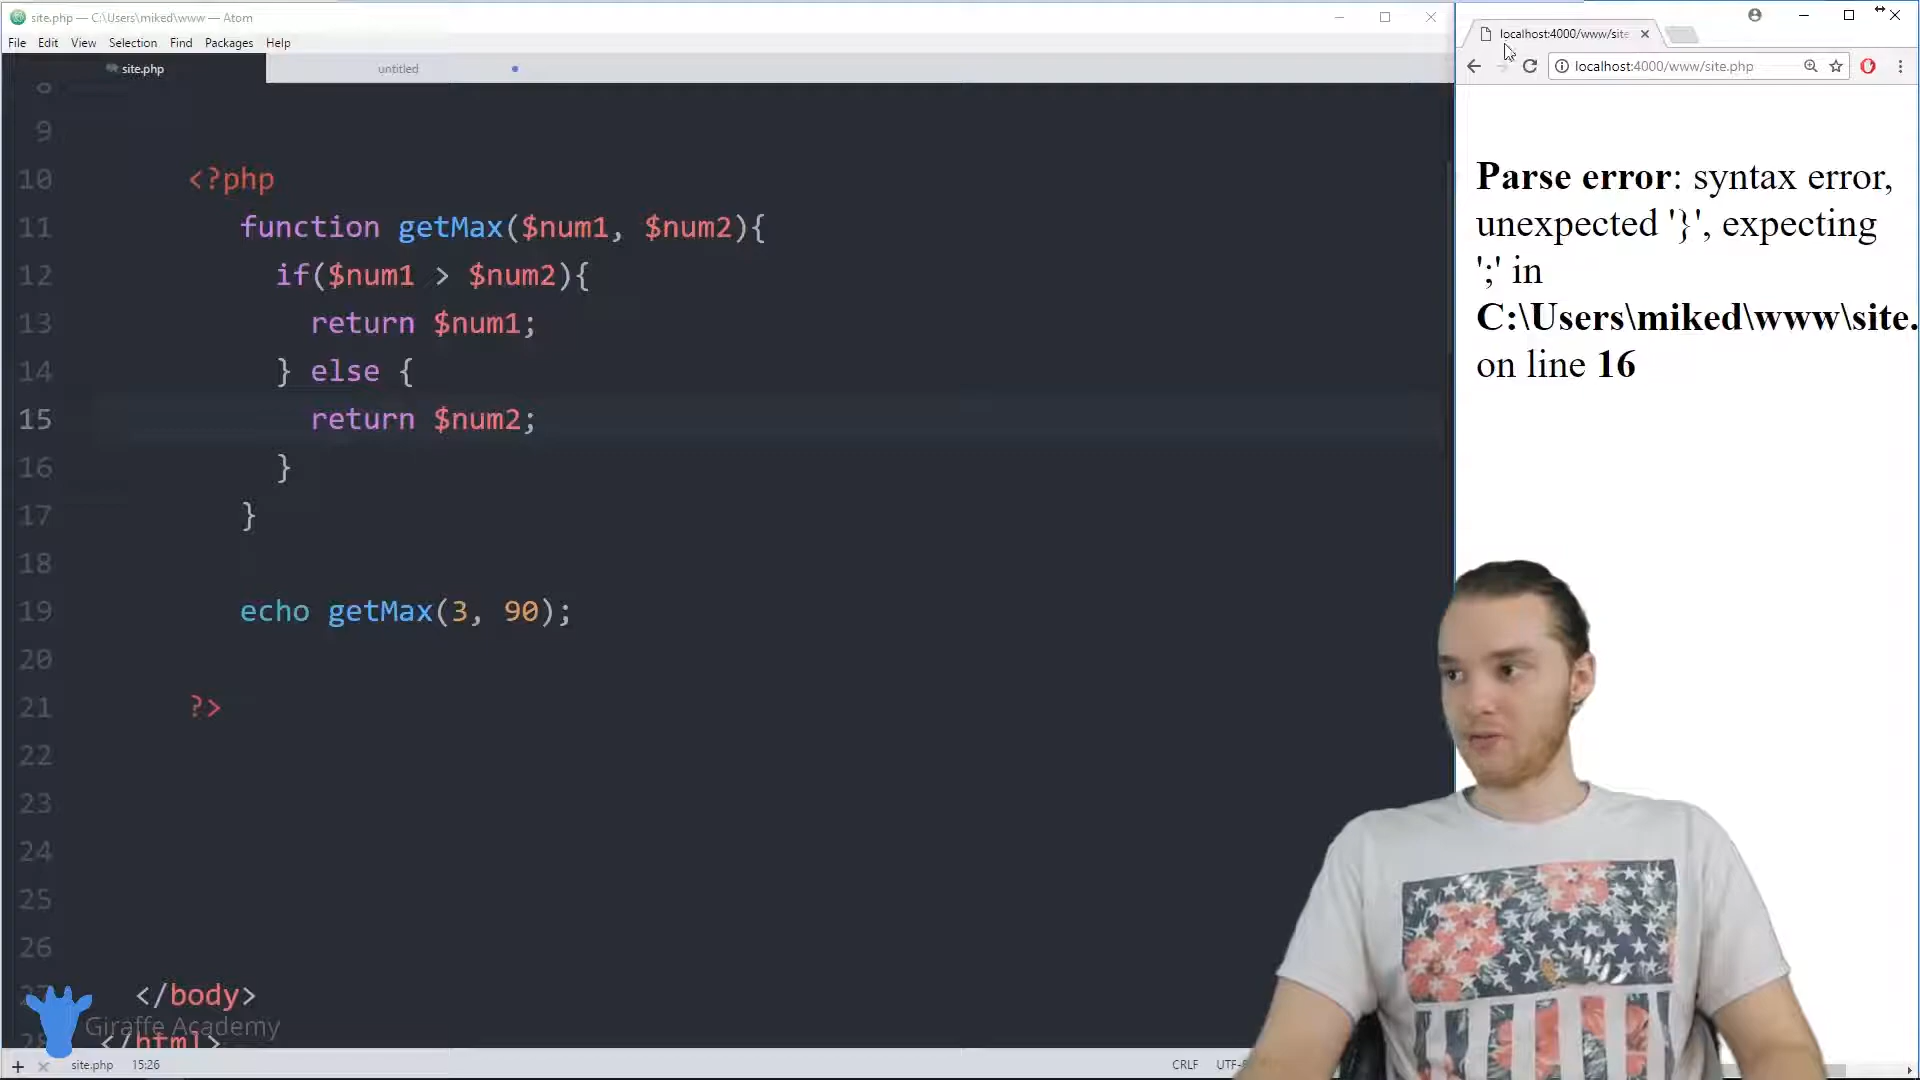 site.php — C:\Users\miked\www — Atom
File Edit View Selection Find Packages Help
site.php
untitled
8
9
10 <?php
11 function getMax($num1, $num2){
12 if($num1 > $num2){
13 return $num1;
14 } else {
15 return $num2;
16 }
17 }
18
19 echo getMax(3, 90);
20
21 ?>
22
23
24
25
26
</body>
Giraffe Academy
</html>
site.php 15:26
CRLF
localhost:4000/www/site
localhost:4000/www/site.php
Parse error: syntax error,
unexpected '}', expecting
';' in
C:\Users\miked\www\site.
on line 16